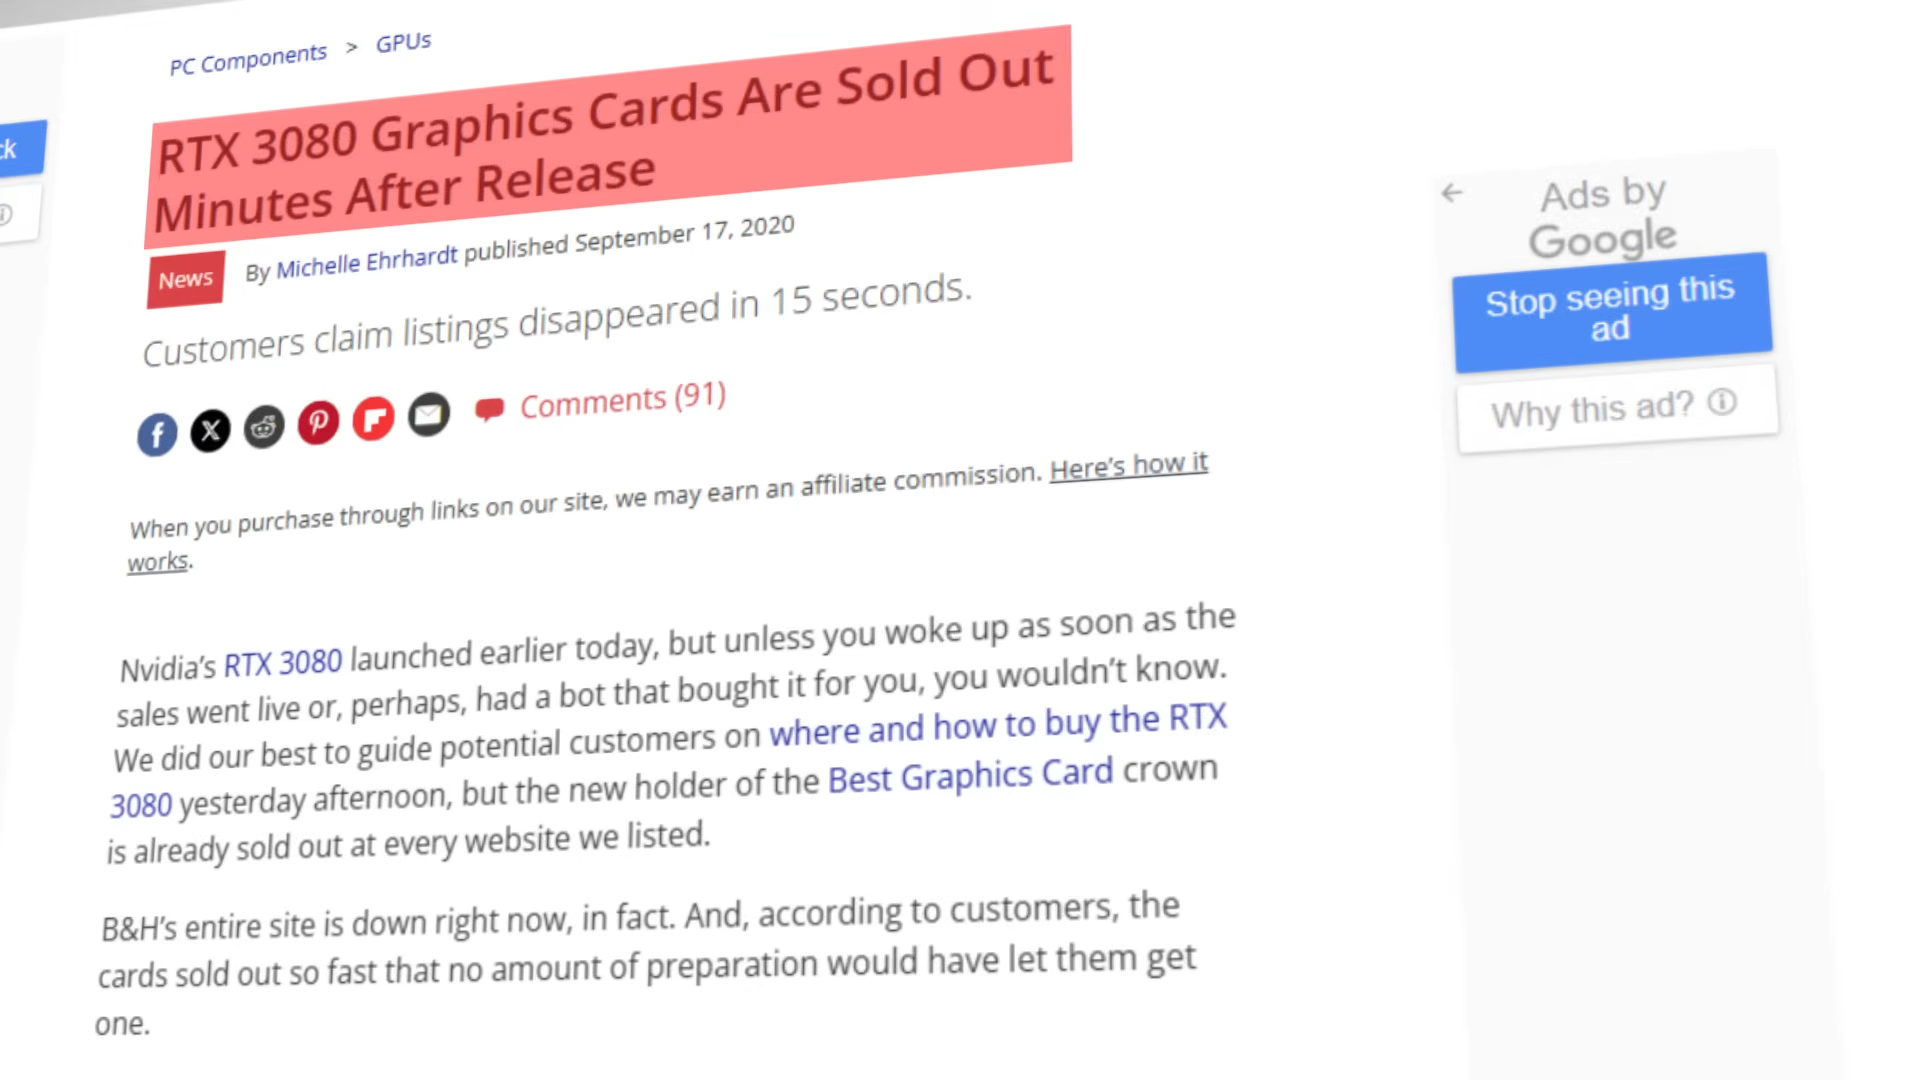 PC Components > GPUs
RTX 3080 Graphics Cards Are Sold Out
Minutes After Release
News By Michelle Ehrhardt published September 17, 2020
Customers claim listings disappeared in 15 seconds.
Comments (91)
When you purchase through links on our site, we may earn an affiliate commission. Here’s how it
works.
Nvidia’s RTX 3080 launched earlier today, but unless you woke up as soon as the
sales went live or, perhaps, had a bot that bought it for you, you wouldn’t know.
We did our best to guide potential customers on where and how to buy the RTX
3080 yesterday afternoon, but the new holder of the Best Graphics Card crown
is already sold out at every website we listed.
B&H’s entire site is down right now, in fact. And, according to customers, the
cards sold out so fast that no amount of preparation would have let them get
one.
Ads by
Google
Stop seeing this
ad
Why this ad?